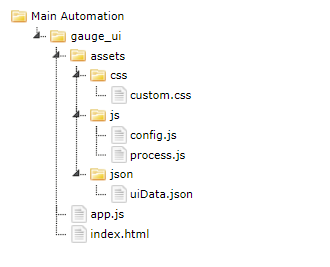 Main Automation
gauge_ui
assets
css
custom.css
js
config.js
process.js
json
uiData.json
app.js
index.html